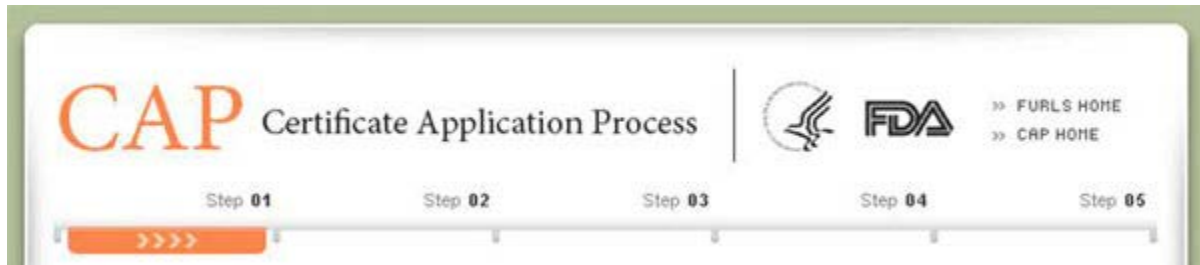 CAP Certificate Application Process
FDA
» FURLS HOME
» CAP HOME
Step 01 Step 02 Step 03 Step 04 Step 05